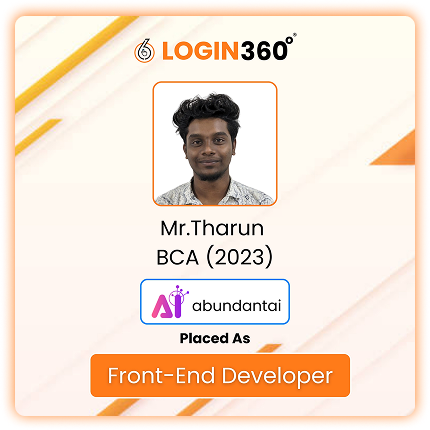 LOGIN360®
Mr.Tharun
BCA (2023)
Ai abundantai
Placed As
Front-End Developer